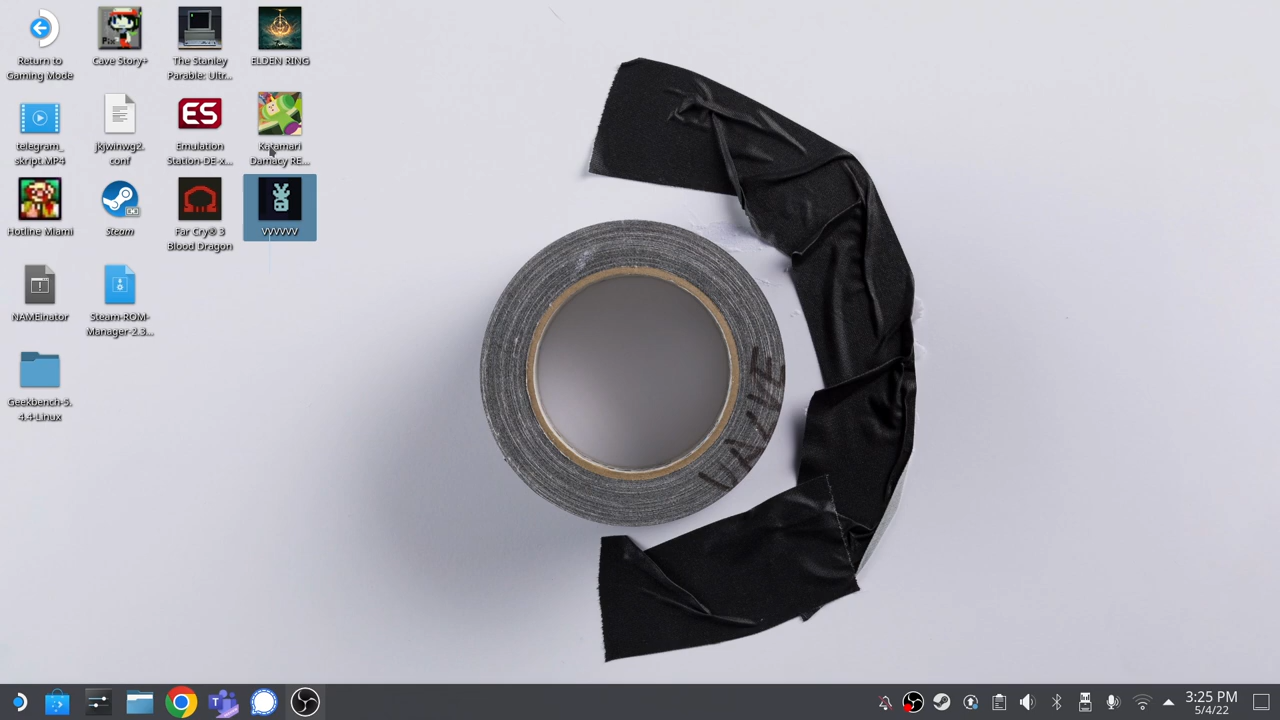 Return to
Gaming Mode
Cave Story+
The Stanley
Parable: Ultr...
ELDEN RING
telegram_
skript.MP4
jkjwinwg2.
conf
ES
Emulation
Station-DE-x...
Katamari
Damacy RE...
Hotline Miami
Steam
Far Cry® 3
Blood Dragon
VVVVVV
NAMEinator
Steam-ROM-
Manager-2.3...
Geekbench-5.
4.4-Linux
VALVE
3:25 PM
5/4/22